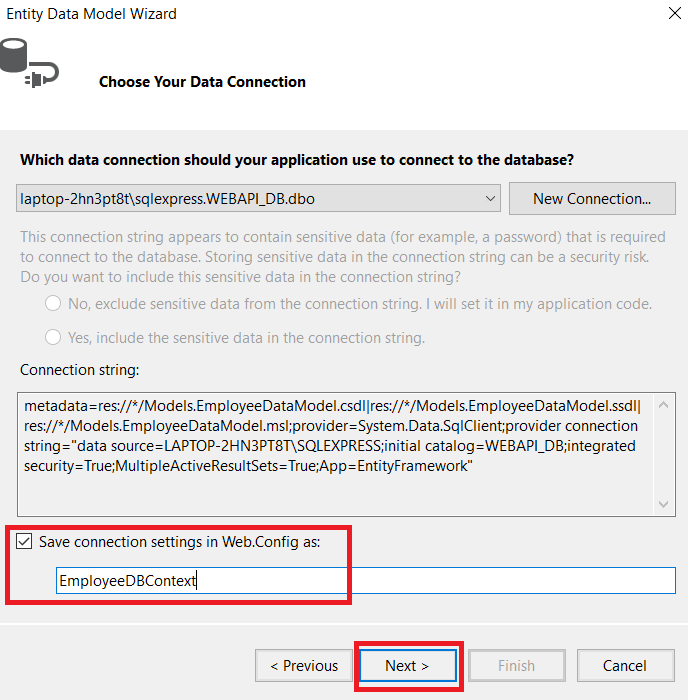 Entity Data Model Wizard
Choose Your Data Connection
Which data connection should your application use to connect to the database?
laptop-2hn3pt8t\sqlexpress.WEBAPI_DB.dbo
New Connection...
This connection string appears to contain sensitive data (for example, a password) that is required
to connect to the database. Storing sensitive data in the connection string can be a security risk.
Do you want to include this sensitive data in the connection string?
No, exclude sensitive data from the connection string. I will set it in my application code.
Yes, include the sensitive data in the connection string.
Connection string:
metadata=res://*/Models.EmployeeDataModel.csdl|res://*/Models.EmployeeDataModel.ssdl|
res://*/Models.EmployeeDataModel.msl;provider=System.Data.SqlClient;provider connection
string="data source=LAPTOP-2HN3PT8T\SQLEXPRESS;initial catalog=WEBAPI_DB;integrated
security=True;MultipleActiveResultSets=True;App=EntityFramework"
Save connection settings in Web.Config as:
EmployeeDBContext
< Previous
Next >
Finish
Cancel